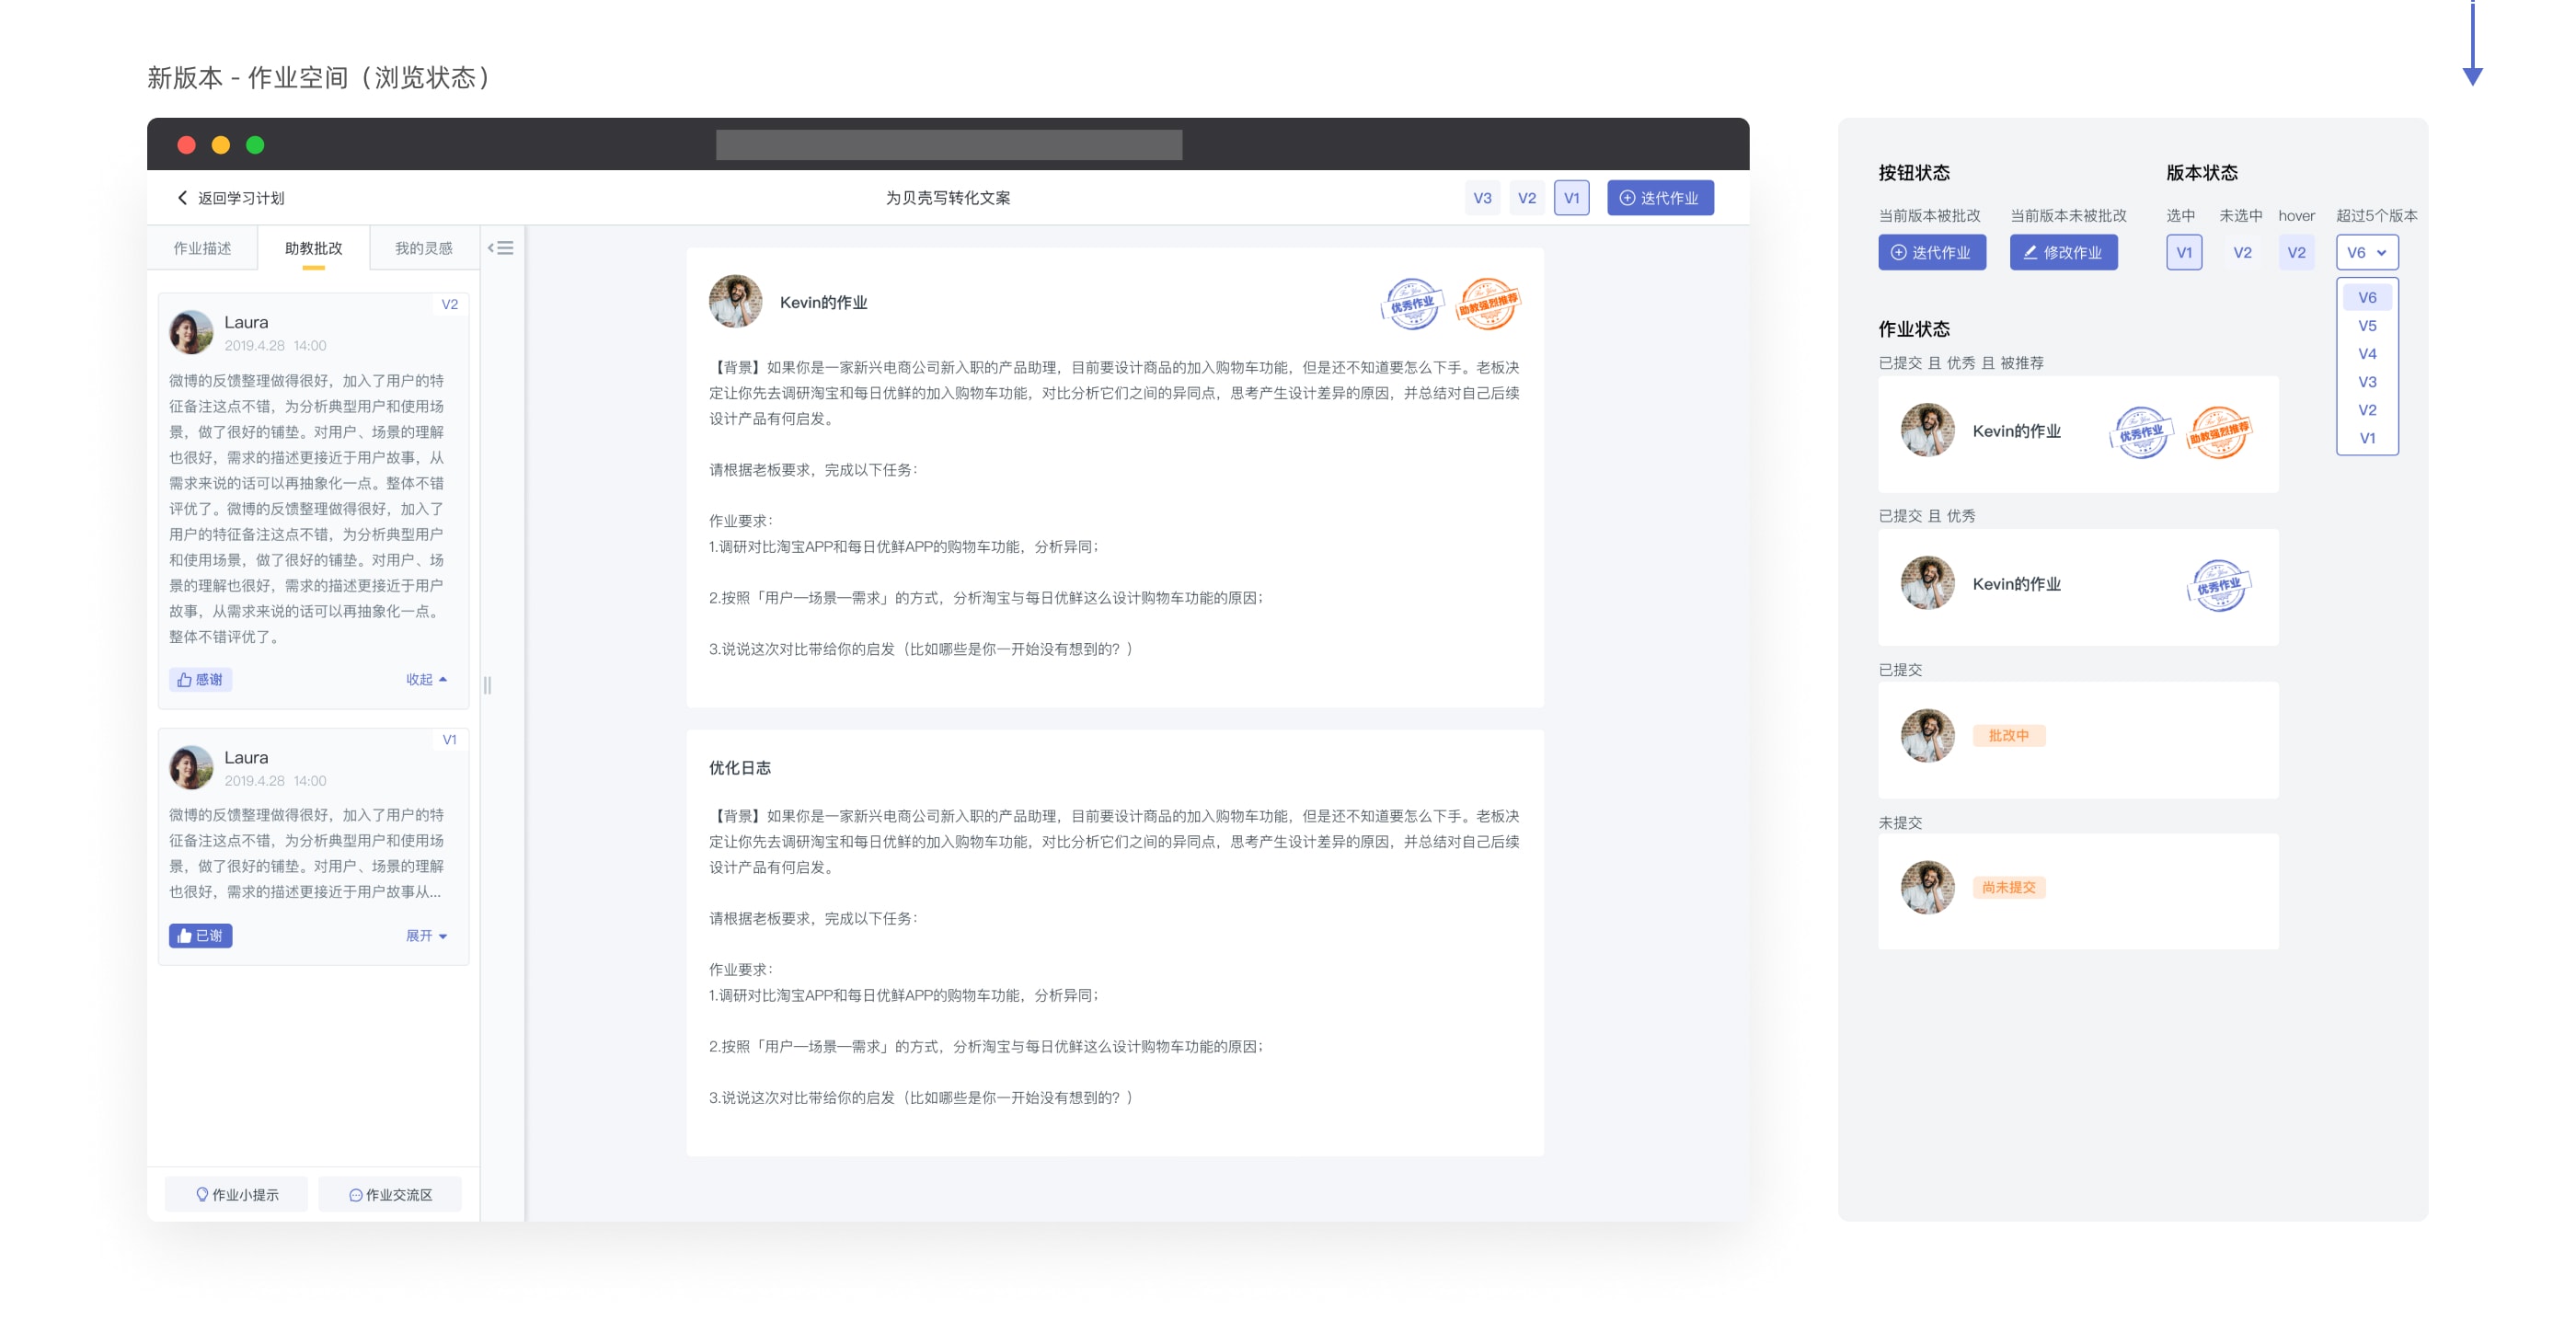 新版本 - 作业空间（浏览状态）
返回学习计划
为贝壳写转化文案
V3
V2
V1
迭代作业
作业描述
助教批改
我的灵感
V2
Laura
2019.4.28 14:00
微博的反馈整理做得很好，加入了用户的特
征备注这点不错，为分析典型用户和使用场
景，做了很好的铺垫。对用户、场景的理解
也很好，需求的描述更接近于用户故事，从
需求来说的话可以再抽象化一点。整体不错
评优了。微博的反馈整理做得很好，加入了
用户的特征备注这点不错，为分析典型用户
和使用场景，做了很好的铺垫。对用户、场
景的理解也很好，需求的描述更接近于用户
故事，从需求来说的话可以再抽象化一点。
整体不错评优了。
感谢
收起
V1
Laura
2019.4.28 14:00
微博的反馈整理做得很好，加入了用户的特
征备注这点不错，为分析典型用户和使用场
景，做了很好的铺垫。对用户、场景的理解
也很好，需求的描述更接近于用户故事从...
已谢
展开
作业小提示
作业交流区
Kevin的作业
优秀作业
助教强烈推荐
【背景】如果你是一家新兴电商公司新入职的产品助理，目前要设计商品的加入购物车功能，但是还不知道要怎么下手。老板决
定让你先去调研淘宝和每日优鲜的加入购物车功能，对比分析它们之间的异同点，思考产生设计差异的原因，并总结对自己后续
设计产品有何启发。
请根据老板要求，完成以下任务：
作业要求：
1.调研对比淘宝APP和每日优鲜APP的购物车功能，分析异同；
2.按照「用户—场景—需求」的方式，分析淘宝与每日优鲜这么设计购物车功能的原因；
3.说说这次对比带给你的启发（比如哪些是你一开始没有想到的？）
优化日志
【背景】如果你是一家新兴电商公司新入职的产品助理，目前要设计商品的加入购物车功能，但是还不知道要怎么下手。老板决
定让你先去调研淘宝和每日优鲜的加入购物车功能，对比分析它们之间的异同点，思考产生设计差异的原因，并总结对自己后续
设计产品有何启发。
请根据老板要求，完成以下任务：
作业要求：
1.调研对比淘宝APP和每日优鲜APP的购物车功能，分析异同；
2.按照「用户—场景—需求」的方式，分析淘宝与每日优鲜这么设计购物车功能的原因；
3.说说这次对比带给你的启发（比如哪些是你一开始没有想到的？）
按钮状态
当前版本被批改
当前版本未被批改
迭代作业
修改作业
版本状态
选中
未选中
hover
超过5个版本
V1
V2
V2
V6
V6
V5
V4
V3
V2
V1
作业状态
已提交 且 优秀 且 被推荐
Kevin的作业
优秀作业
助教强烈推荐
已提交 且 优秀
Kevin的作业
优秀作业
已提交
批改中
未提交
尚未提交